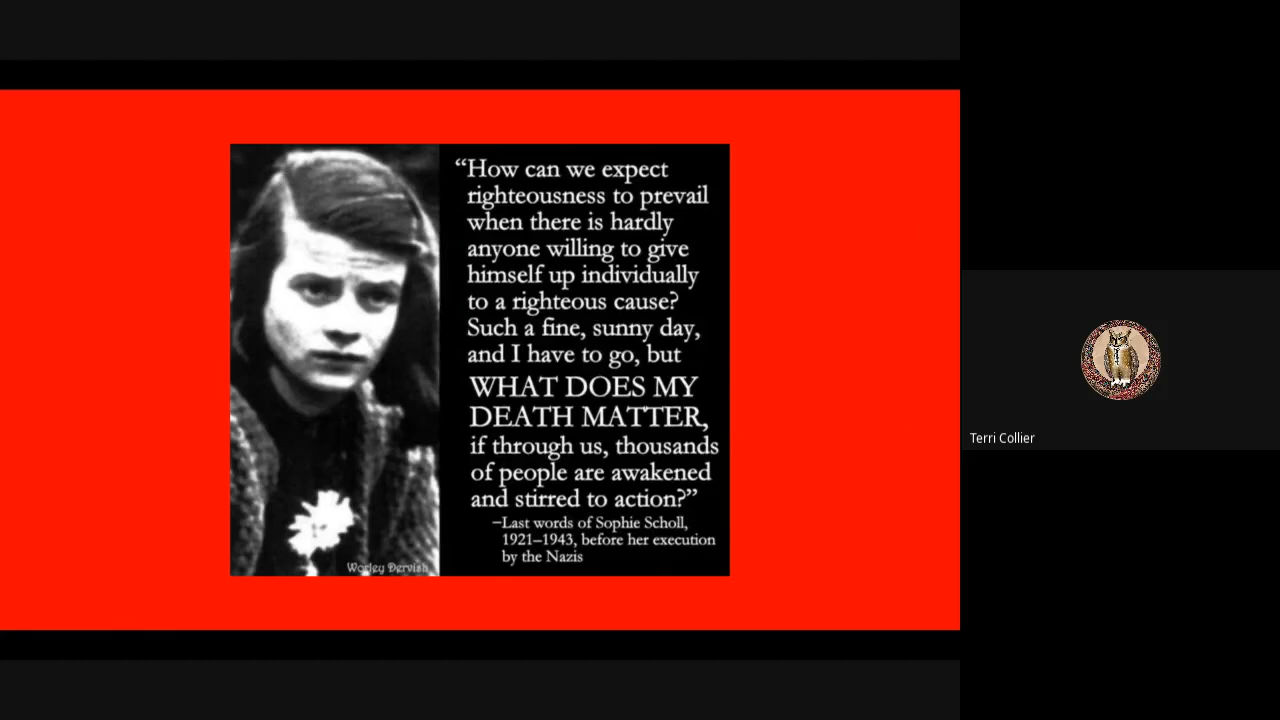 “How can we expect
righteousness to prevail
when there is hardly
anyone willing to give
himself up individually
to a righteous cause?
Such a fine, sunny day,
and I have to go, but
WHAT DOES MY
DEATH MATTER,
if through us, thousands
of people are awakened
and stirred to action?”
–Last words of Sophie Scholl,
1921–1943, before her execution
by the Nazis
Worley Dervish
Terri Collier